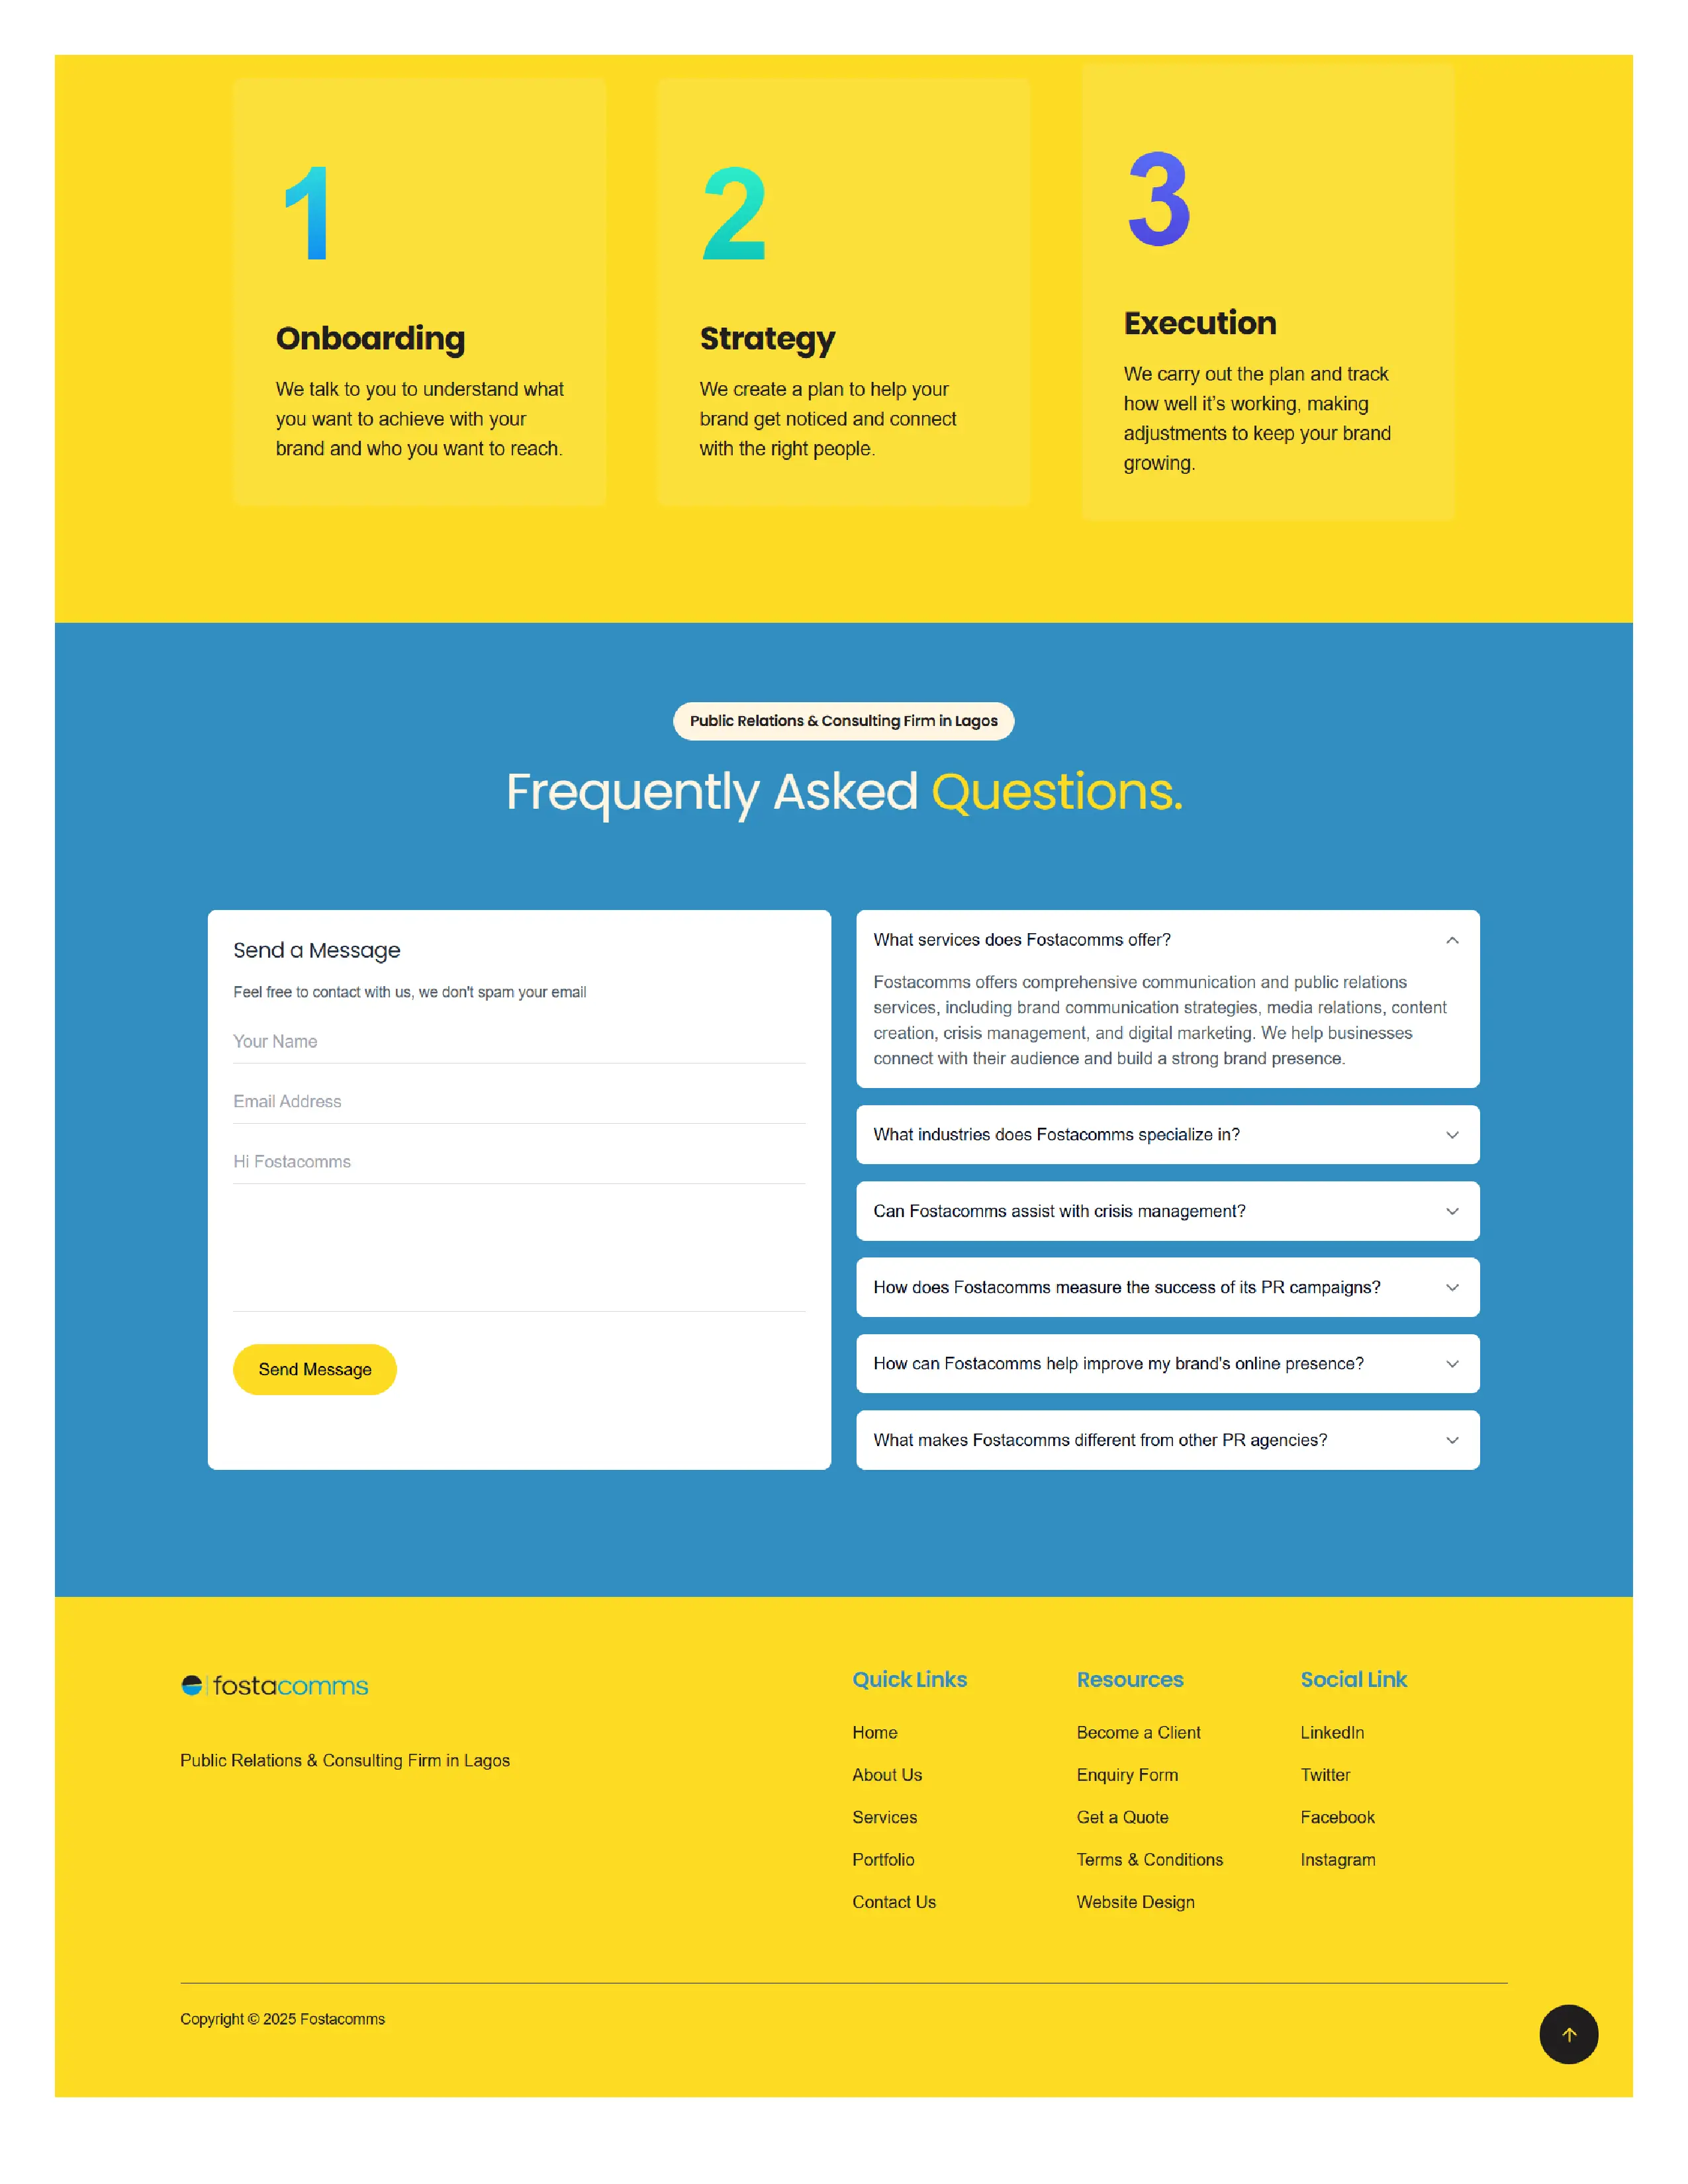 1
Onboarding
We talk to you to understand what
you want to achieve with your
brand and who you want to reach.
2
Strategy
We create a plan to help your
brand get noticed and connect
with the right people.
3
Execution
We carry out the plan and track
how well it’s working, making
adjustments to keep your brand
growing.
Public Relations & Consulting Firm in Lagos
Frequently Asked Questions.
Send a Message
Feel free to contact with us, we don't spam your email
Your Name
Email Address
Hi Fostacomms
Send Message
What services does Fostacomms offer?
Fostacomms offers comprehensive communication and public relations
services, including brand communication strategies, media relations, content
creation, crisis management, and digital marketing. We help businesses
connect with their audience and build a strong brand presence.
What industries does Fostacomms specialize in?
Can Fostacomms assist with crisis management?
How does Fostacomms measure the success of its PR campaigns?
How can Fostacomms help improve my brand's online presence?
What makes Fostacomms different from other PR agencies?
fostacomms
Public Relations & Consulting Firm in Lagos
Quick Links
Home
About Us
Services
Portfolio
Contact Us
Resources
Become a Client
Enquiry Form
Get a Quote
Terms & Conditions
Website Design
Social Link
LinkedIn
Twitter
Facebook
Instagram
Copyright © 2025 Fostacomms